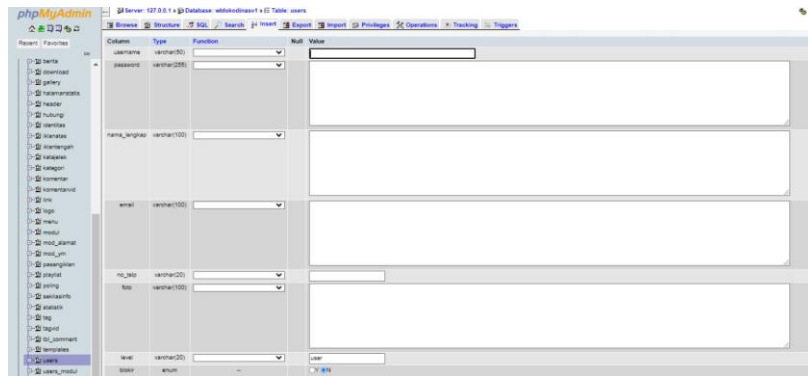 phpMyAdmin
Server: 127.0.0.1 » Database: wbtokodinasv1 » Table: users
Browse Structure SQL Search Insert Export Import Privileges Operations Tracking Triggers
Recent Favorites
berita
download
gallery
halamanstatis
header
hubungi
identitas
iklanatas
iklantengah
katajelek
kategori
komentar
komentarvid
link
logo
menu
modul
mod_alamat
mod_ym
pasangiklan
playlist
poling
sekilasinfo
statistik
tag
tagvid
tbl_comment
templates
users
users_modul
Column Type Function Null Value
username varchar(50)
password varchar(255)
nama_lengkap varchar(100)
email varchar(100)
no_telp varchar(20)
foto varchar(100)
level varchar(20) user
blokir enum -- Y N